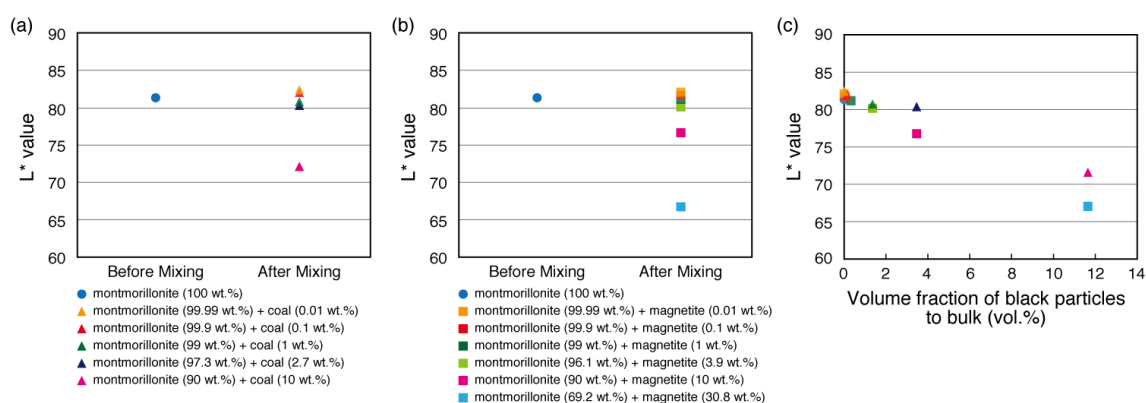 (a)
90
85
80
75
70
65
60
L* value
Before Mixing
After Mixing
montmorillonite (100 wt.%)
montmorillonite (99.99 wt.%) + coal (0.01 wt.%)
montmorillonite (99.9 wt.%) + coal (0.1 wt.%)
montmorillonite (99 wt.%) + coal (1 wt.%)
montmorillonite (97.3 wt.%) + coal (2.7 wt.%)
montmorillonite (90 wt.%) + coal (10 wt.%)
(b)
90
85
80
75
70
65
60
L* value
Before Mixing
After Mixing
montmorillonite (100 wt.%)
montmorillonite (99.99 wt.%) + magnetite (0.01 wt.%)
montmorillonite (99.9 wt.%) + magnetite (0.1 wt.%)
montmorillonite (99 wt.%) + magnetite (1 wt.%)
montmorillonite (96.1 wt.%) + magnetite (3.9 wt.%)
montmorillonite (90 wt.%) + magnetite (10 wt.%)
montmorillonite (69.2 wt.%) + magnetite (30.8 wt.%)
(c)
90
85
80
75
70
65
60
L* value
0 2 4 6 8 10 12 14
Volume fraction of black particles
to bulk (vol.%)